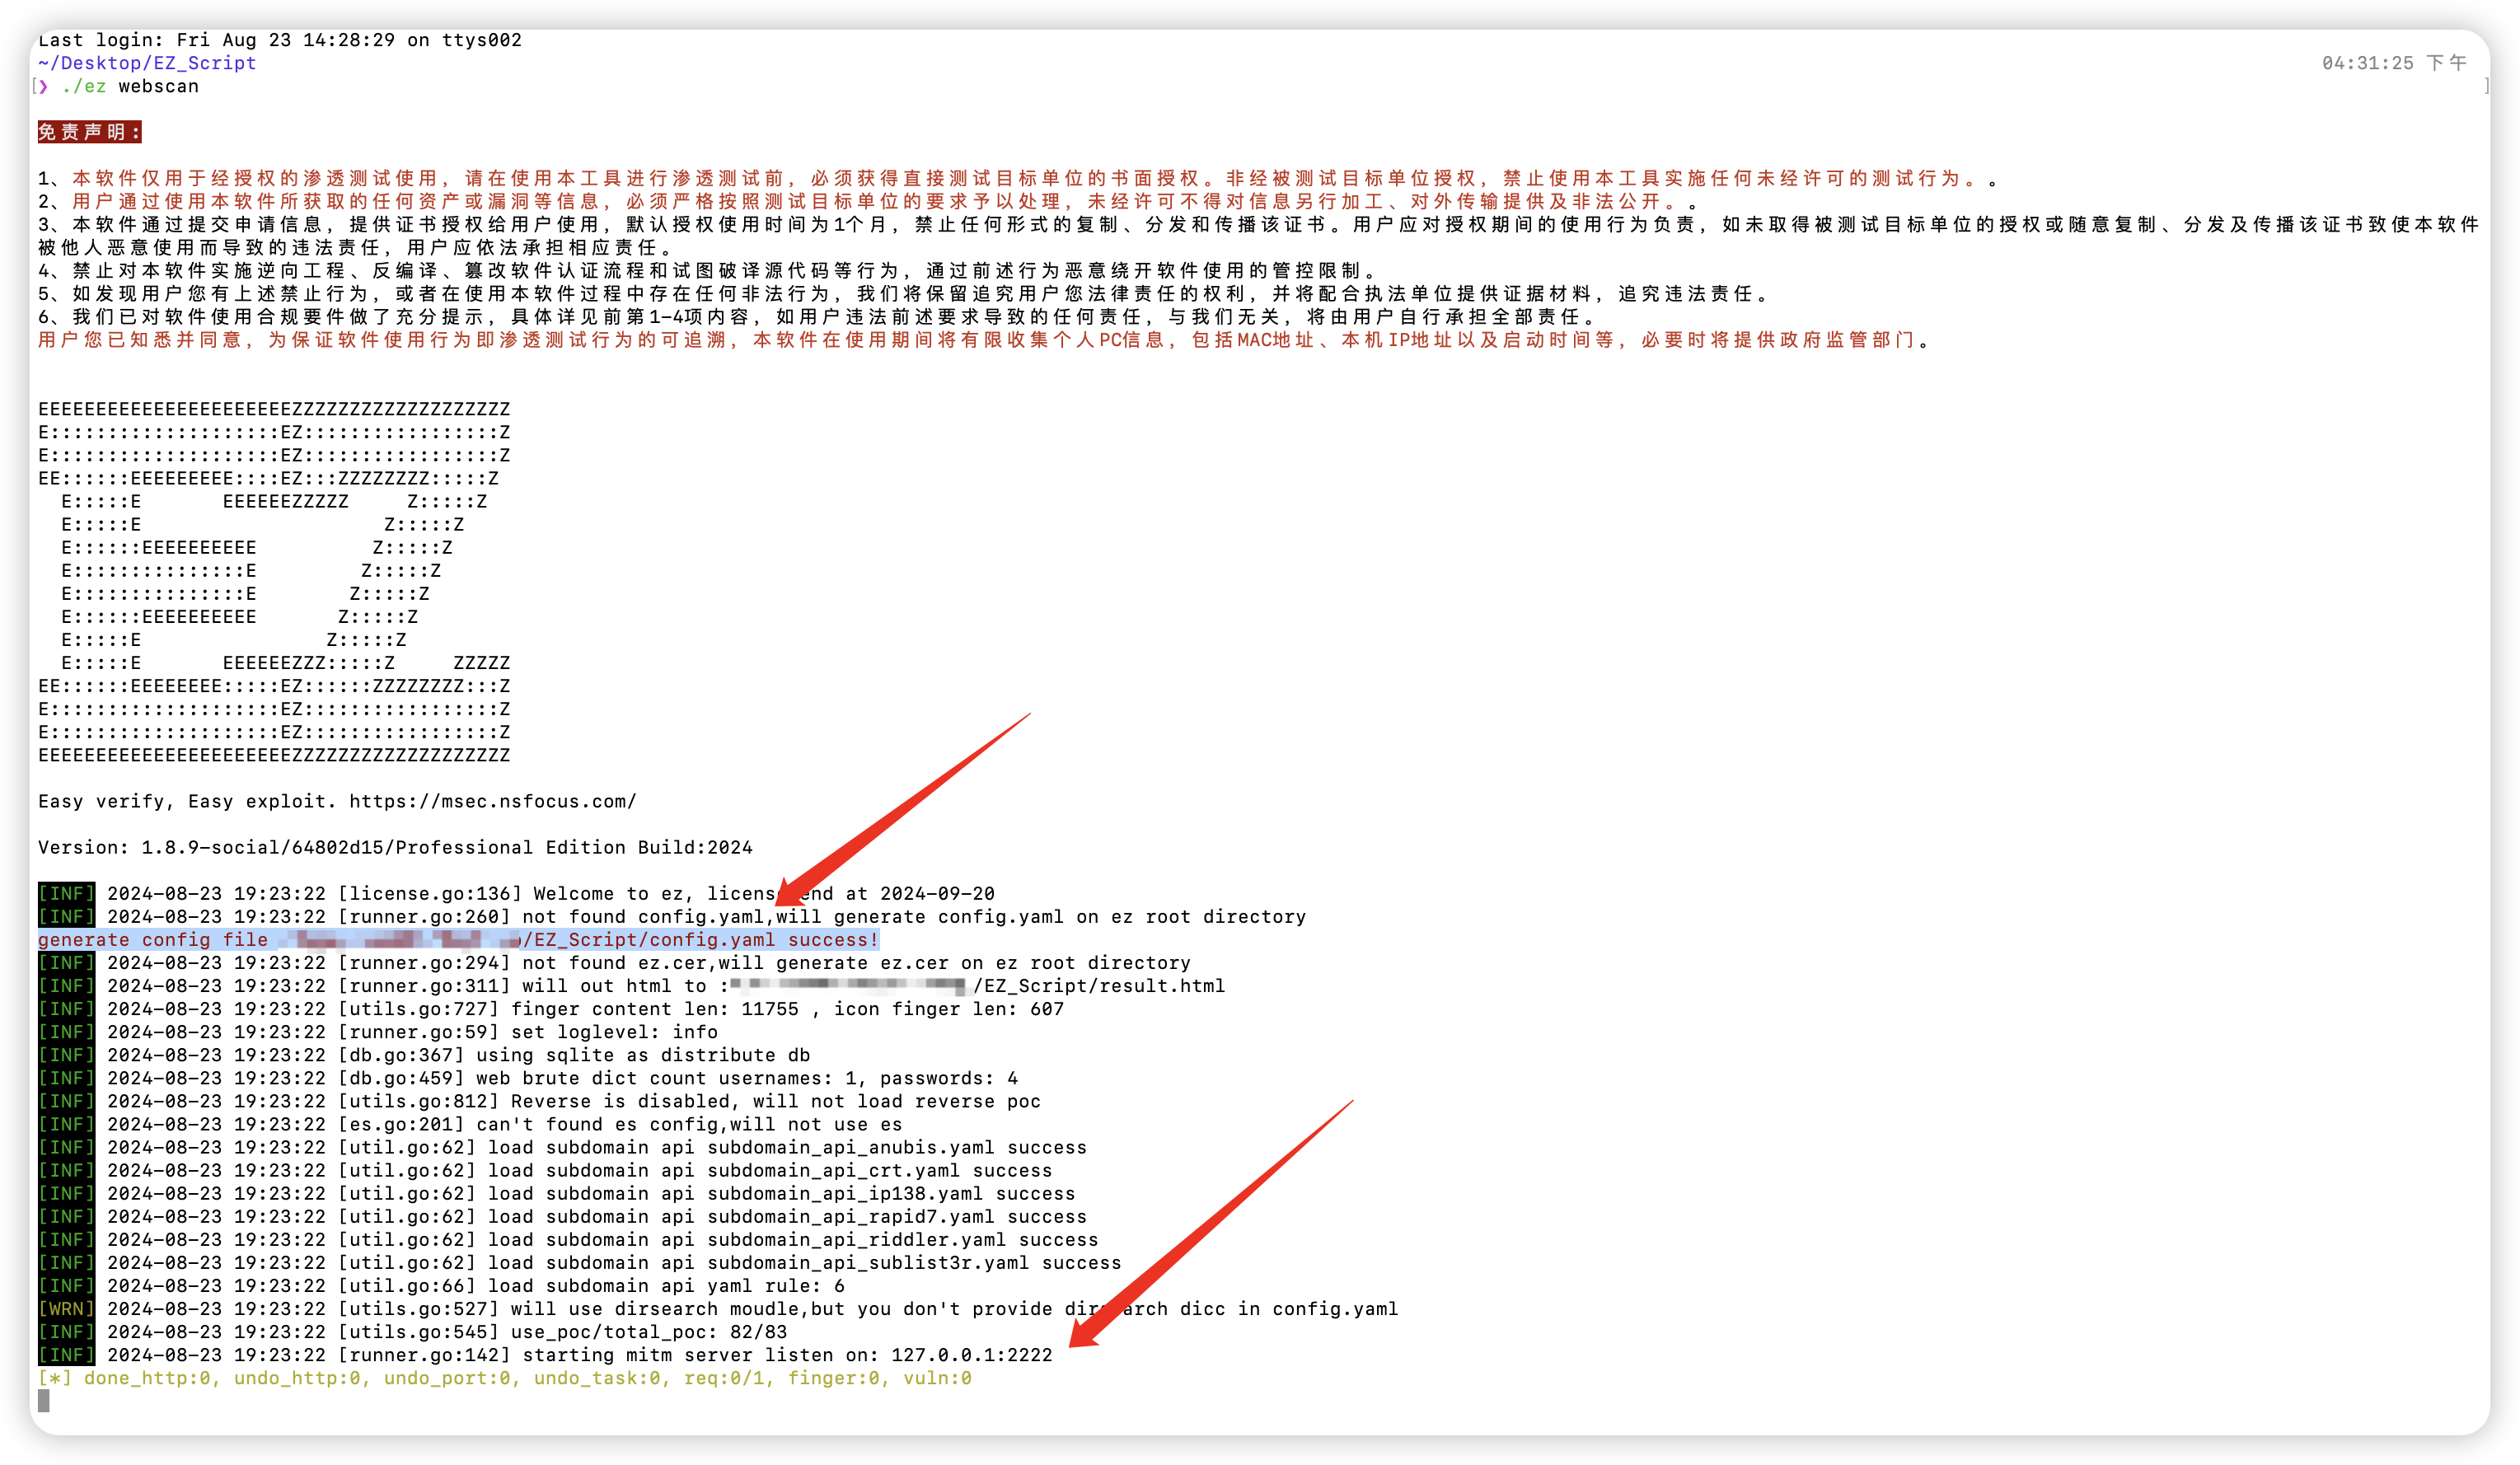 Last login: Fri Aug 23 14:28:29 on ttys002
~/Desktop/EZ_Script 04:31:25 下午
[❯ ./ez webscan ]
免责声明:
1、本软件仅用于经授权的渗透测试使用，请在使用本工具进行渗透测试前，必须获得直接测试目标单位的书面授权。非经被测试目标单位授权，禁止使用本工具实施任何未经许可的测试行为。。
2、用户通过使用本软件所获取的任何资产或漏洞等信息，必须严格按照测试目标单位的要求予以处理，未经许可不得对信息另行加工、对外传输提供及非法公开。。
3、本软件通过提交申请信息，提供证书授权给用户使用，默认授权使用时间为1个月，禁止任何形式的复制、分发和传播该证书。用户应对授权期间的使用行为负责，如未取得被测试目标单位的授权或随意复制、分发及传播该证书致使本软件
被他人恶意使用而导致的违法责任，用户应依法承担相应责任。
4、禁止对本软件实施逆向工程、反编译、篡改软件认证流程和试图破译源代码等行为，通过前述行为恶意绕开软件使用的管控限制。
5、如发现用户您有上述禁止行为，或者在使用本软件过程中存在任何非法行为，我们将保留追究用户您法律责任的权利，并将配合执法单位提供证据材料，追究违法责任。
6、我们已对软件使用合规要件做了充分提示，具体详见前第1-4项内容，如用户违法前述要求导致的任何责任，与我们无关，将由用户自行承担全部责任。
用户您已知悉并同意，为保证软件使用行为即渗透测试行为的可追溯，本软件在使用期间将有限收集个人PC信息，包括MAC地址、本机IP地址以及启动时间等，必要时将提供政府监管部门。
EEEEEEEEEEEEEEEEEEEEEEZZZZZZZZZZZZZZZZZZZ
E::::::::::::::::::::EZ:::::::::::::::::Z
E::::::::::::::::::::EZ:::::::::::::::::Z
EE::::::EEEEEEEEE::::EZ:::ZZZZZZZZ:::::Z
  E:::::E       EEEEEEZZZZZ     Z:::::Z
  E:::::E                     Z:::::Z
  E::::::EEEEEEEEEE          Z:::::Z
  E:::::::::::::::E         Z:::::Z
  E:::::::::::::::E        Z:::::Z
  E::::::EEEEEEEEEE       Z:::::Z
  E:::::E                Z:::::Z
  E:::::E       EEEEEEZZZ:::::Z     ZZZZZ
EE::::::EEEEEEEE:::::EZ::::::ZZZZZZZZ:::Z
E::::::::::::::::::::EZ:::::::::::::::::Z
E::::::::::::::::::::EZ:::::::::::::::::Z
EEEEEEEEEEEEEEEEEEEEEEZZZZZZZZZZZZZZZZZZZ
Easy verify, Easy exploit. https://msec.nsfocus.com/
Version: 1.8.9-social/64802d15/Professional Edition Build:2024
[INF] 2024-08-23 19:23:22 [license.go:136] Welcome to ez, license end at 2024-09-20
[INF] 2024-08-23 19:23:22 [runner.go:260] not found config.yaml,will generate config.yaml on ez root directory
generate config file /EZ_Script/config.yaml success!
[INF] 2024-08-23 19:23:22 [runner.go:294] not found ez.cer,will generate ez.cer on ez root directory
[INF] 2024-08-23 19:23:22 [runner.go:311] will out html to :/EZ_Script/result.html
[INF] 2024-08-23 19:23:22 [utils.go:727] finger content len: 11755 , icon finger len: 607
[INF] 2024-08-23 19:23:22 [runner.go:59] set loglevel: info
[INF] 2024-08-23 19:23:22 [db.go:367] using sqlite as distribute db
[INF] 2024-08-23 19:23:22 [db.go:459] web brute dict count usernames: 1, passwords: 4
[INF] 2024-08-23 19:23:22 [utils.go:812] Reverse is disabled, will not load reverse poc
[INF] 2024-08-23 19:23:22 [es.go:201] can't found es config,will not use es
[INF] 2024-08-23 19:23:22 [util.go:62] load subdomain api subdomain_api_anubis.yaml success
[INF] 2024-08-23 19:23:22 [util.go:62] load subdomain api subdomain_api_crt.yaml success
[INF] 2024-08-23 19:23:22 [util.go:62] load subdomain api subdomain_api_ip138.yaml success
[INF] 2024-08-23 19:23:22 [util.go:62] load subdomain api subdomain_api_rapid7.yaml success
[INF] 2024-08-23 19:23:22 [util.go:62] load subdomain api subdomain_api_riddler.yaml success
[INF] 2024-08-23 19:23:22 [util.go:62] load subdomain api subdomain_api_sublist3r.yaml success
[INF] 2024-08-23 19:23:22 [util.go:66] load subdomain api yaml rule: 6
[WRN] 2024-08-23 19:23:22 [utils.go:527] will use dirsearch moudle,but you don't provide dirsearch dicc in config.yaml
[INF] 2024-08-23 19:23:22 [utils.go:545] use_poc/total_poc: 82/83
[INF] 2024-08-23 19:23:22 [runner.go:142] starting mitm server listen on: 127.0.0.1:2222
[*] done_http:0, undo_http:0, undo_port:0, undo_task:0, req:0/1, finger:0, vuln:0